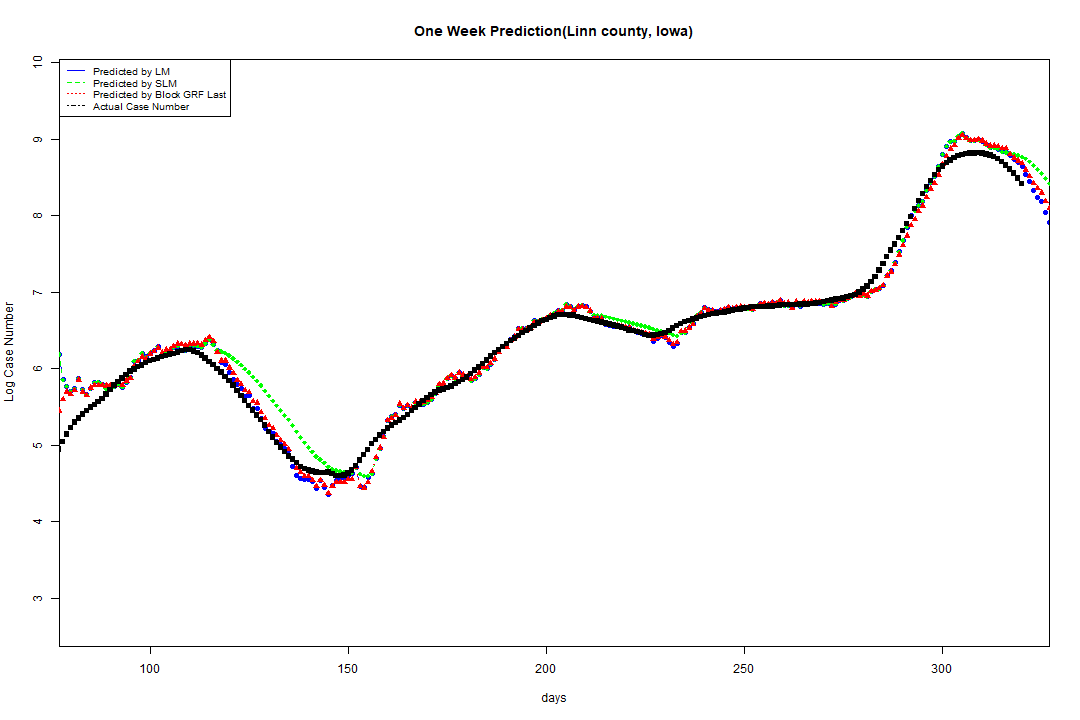 One Week Prediction(Linn county, Iowa)
Predicted by LM
Predicted by SLM
Predicted by Block GRF Last
Actual Case Number
Log Case Number
10
9
8
7
6
5
4
3
100 150 200 250 300
days